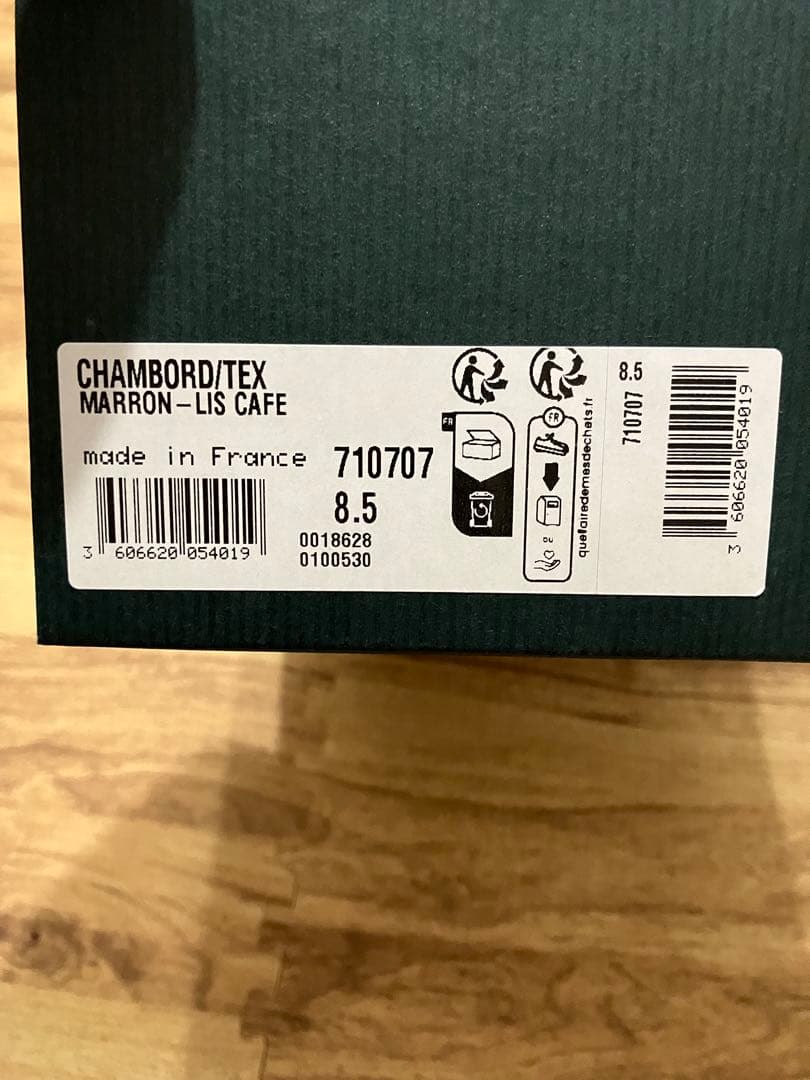 CHAMBORD/TEX
MARRON-LIS CAFE
made in France
710707
8.5
0018628
0100530
3 606620 054019
FR
FR
OU
quefairedemesdechets.fr
8.5
710707
3 606620 054019